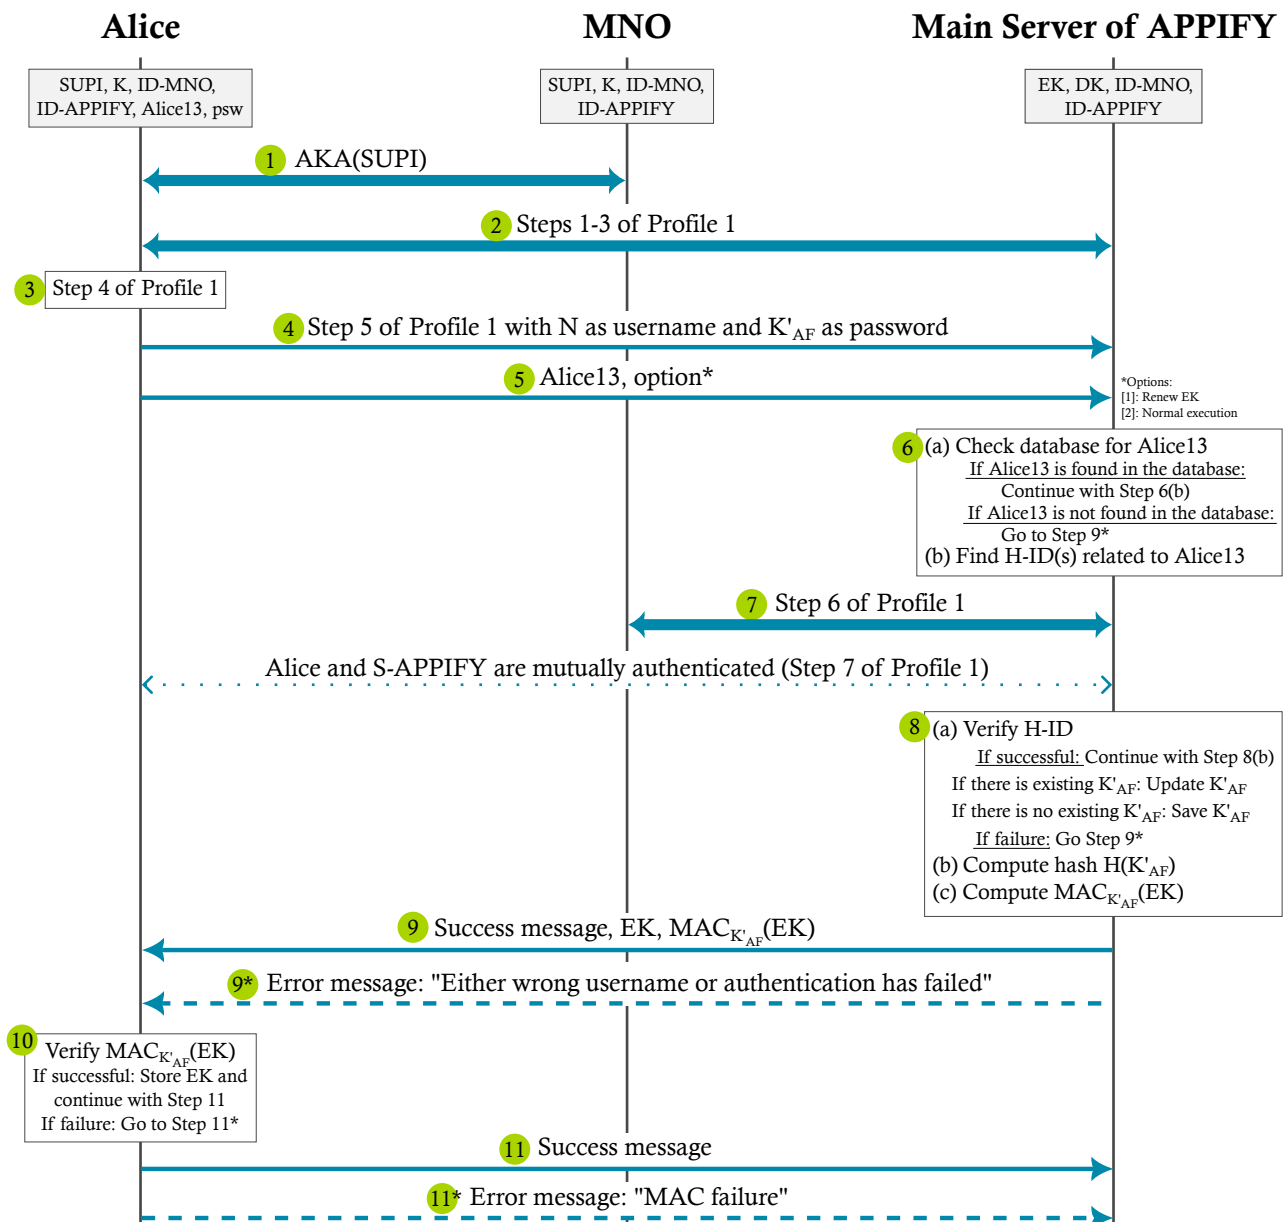 Alice
MNO
Main Server of APPIFY
SUPI, K, ID-MNO,
ID-APPIFY, Alice13, psw
SUPI, K, ID-MNO,
ID-APPIFY
EK, DK, ID-MNO,
ID-APPIFY
1 AKA(SUPI)
2 Steps 1-3 of Profile 1
3 Step 4 of Profile 1
4 Step 5 of Profile 1 with N as username and K'AF as password
5 Alice13, option*
*Options:
[1]: Renew EK
[2]: Normal execution
6 (a) Check database for Alice13
If Alice13 is found in the database:
Continue with Step 6(b)
If Alice13 is not found in the database:
Go to Step 9*
(b) Find H-ID(s) related to Alice13
7 Step 6 of Profile 1
Alice and S-APPIFY are mutually authenticated (Step 7 of Profile 1)
8 (a) Verify H-ID
If successful: Continue with Step 8(b)
If there is existing K'AF: Update K'AF
If there is no existing K'AF: Save K'AF
If failure: Go Step 9*
(b) Compute hash H(K'AF)
(c) Compute MACK'AF(EK)
9 Success message, EK, MACK'AF(EK)
9* Error message: "Either wrong username or authentication has failed"
10 Verify MACK'AF(EK)
If successful: Store EK and
continue with Step 11
If failure: Go to Step 11*
11 Success message
11* Error message: "MAC failure"